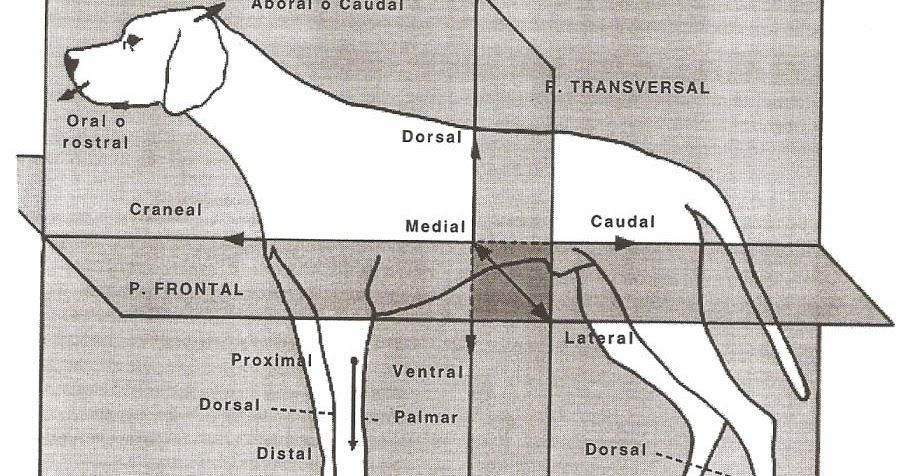 Aboral o Caudal
P. TRANSVERSAL
Oral o
rostral
Dorsal
Craneal
Medial
Caudal
P. FRONTAL
Lateral
Proximal
Ventral
Dorsal
Palmar
Distal
Dorsal